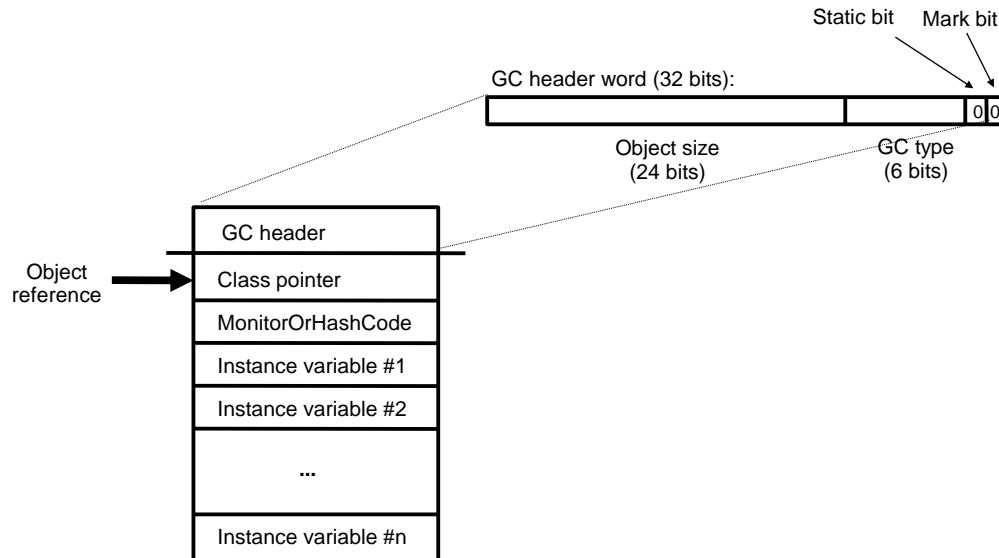 Static bit
Mark bit
GC header word (32 bits):
0 0
Object size
(24 bits)
GC type
(6 bits)
GC header
Object
reference
Class pointer
MonitorOrHashCode
Instance variable #1
Instance variable #2
...
Instance variable #n